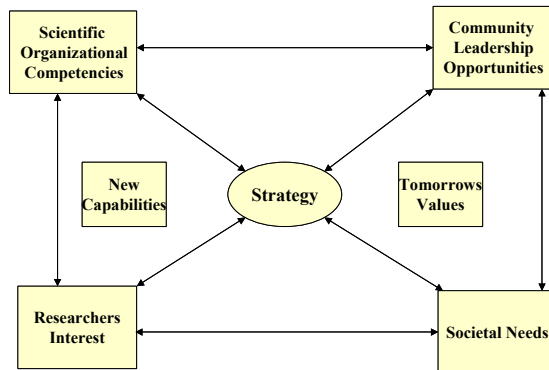 Scientific
Organizational
Competencies
Community
Leadership
Opportunities
New
Capabilities
Strategy
Tomorrows
Values
Researchers
Interest
Societal Needs